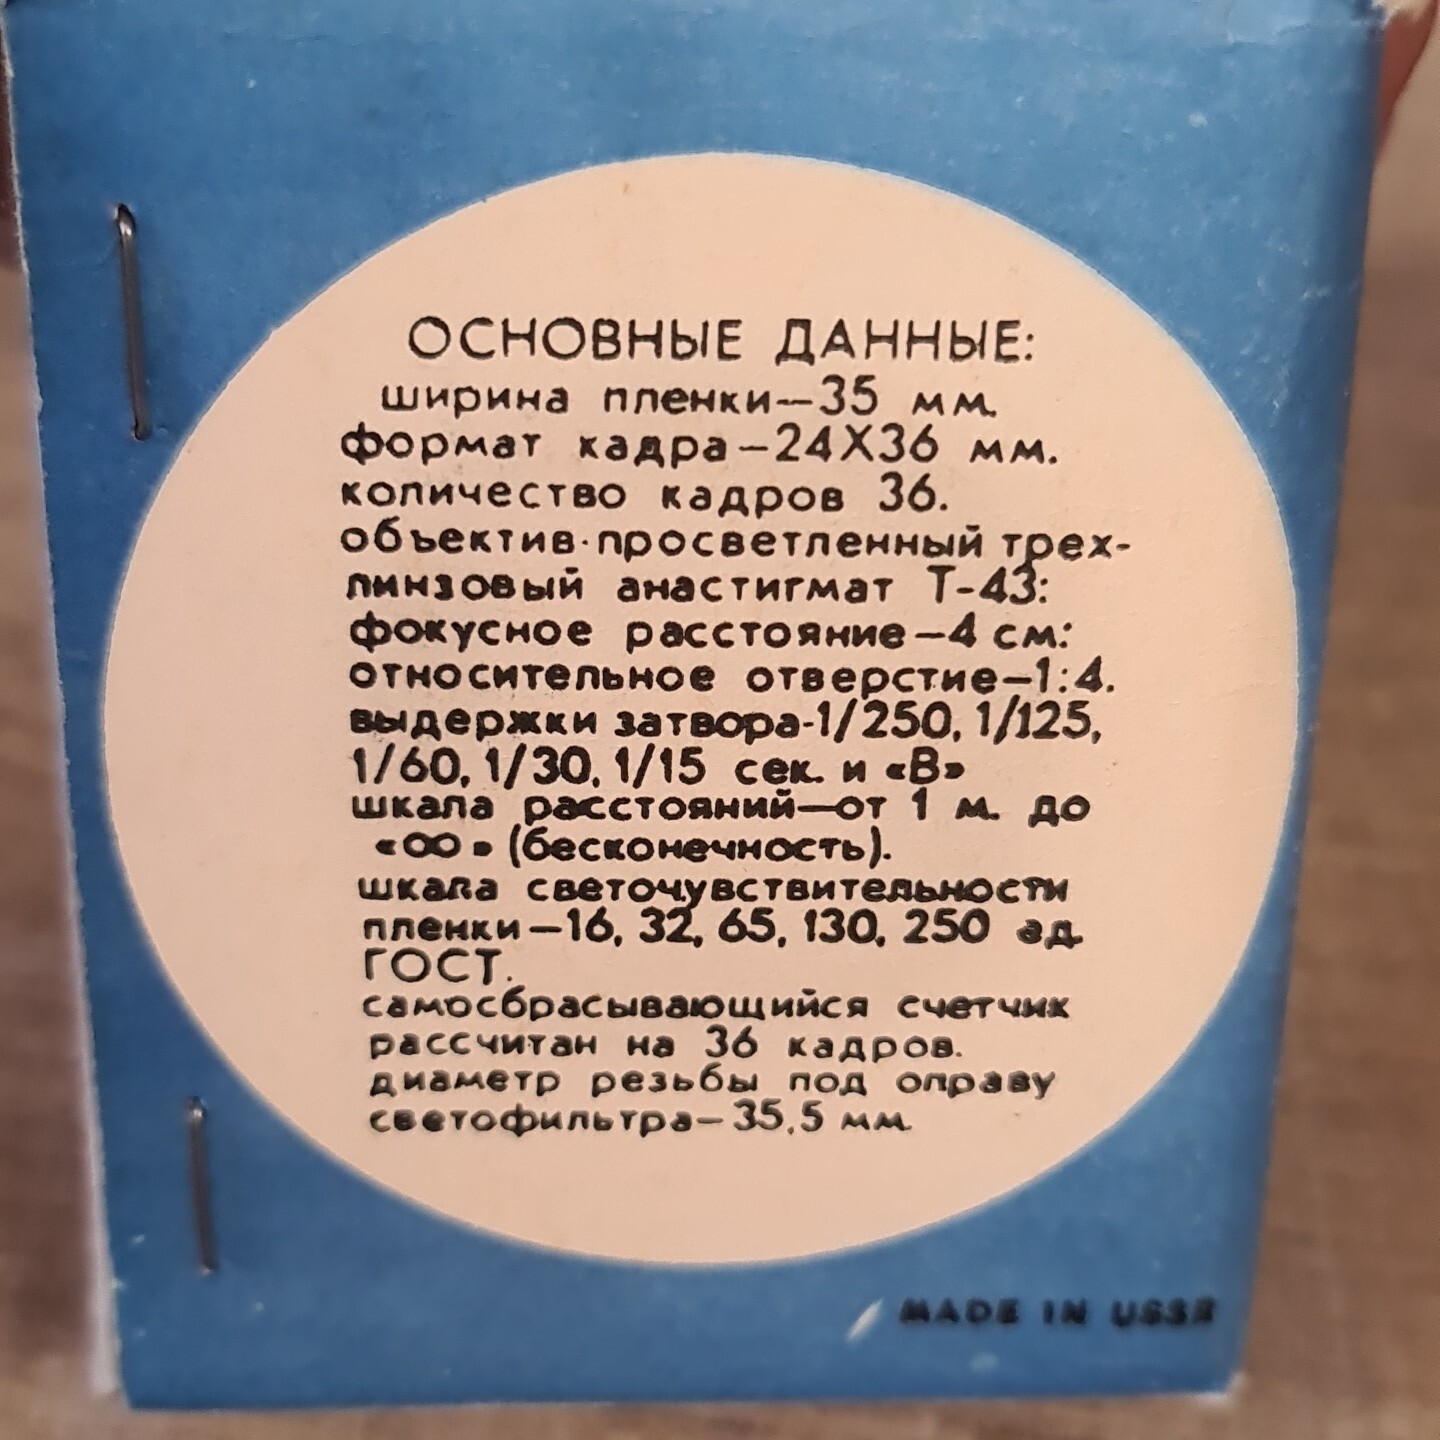 ОСНОВНЫЕ ДАННЫЕ:
ширина пленки—35 мм.
формат кадра—24X36 мм.
количество кадров 36.
объектив·просветленный трех-
линзовый анастигмат Т-43:
фокусное расстояние—4 см:
относительное отверстие—1:4.
выдержки затвора-1/250, 1/125,
1/60, 1/30, 1/15 сек. и «В»
шкала расстояний—от 1 м. до
«∞» (бесконечность).
шкала светочувствительности
пленки—16, 32, 65, 130, 250 ед.
ГОСТ.
самосбрасывающийся счетчик
рассчитан на 36 кадров.
диаметр резьбы под оправу
светофильтра—35,5 мм.
MADE IN USSR